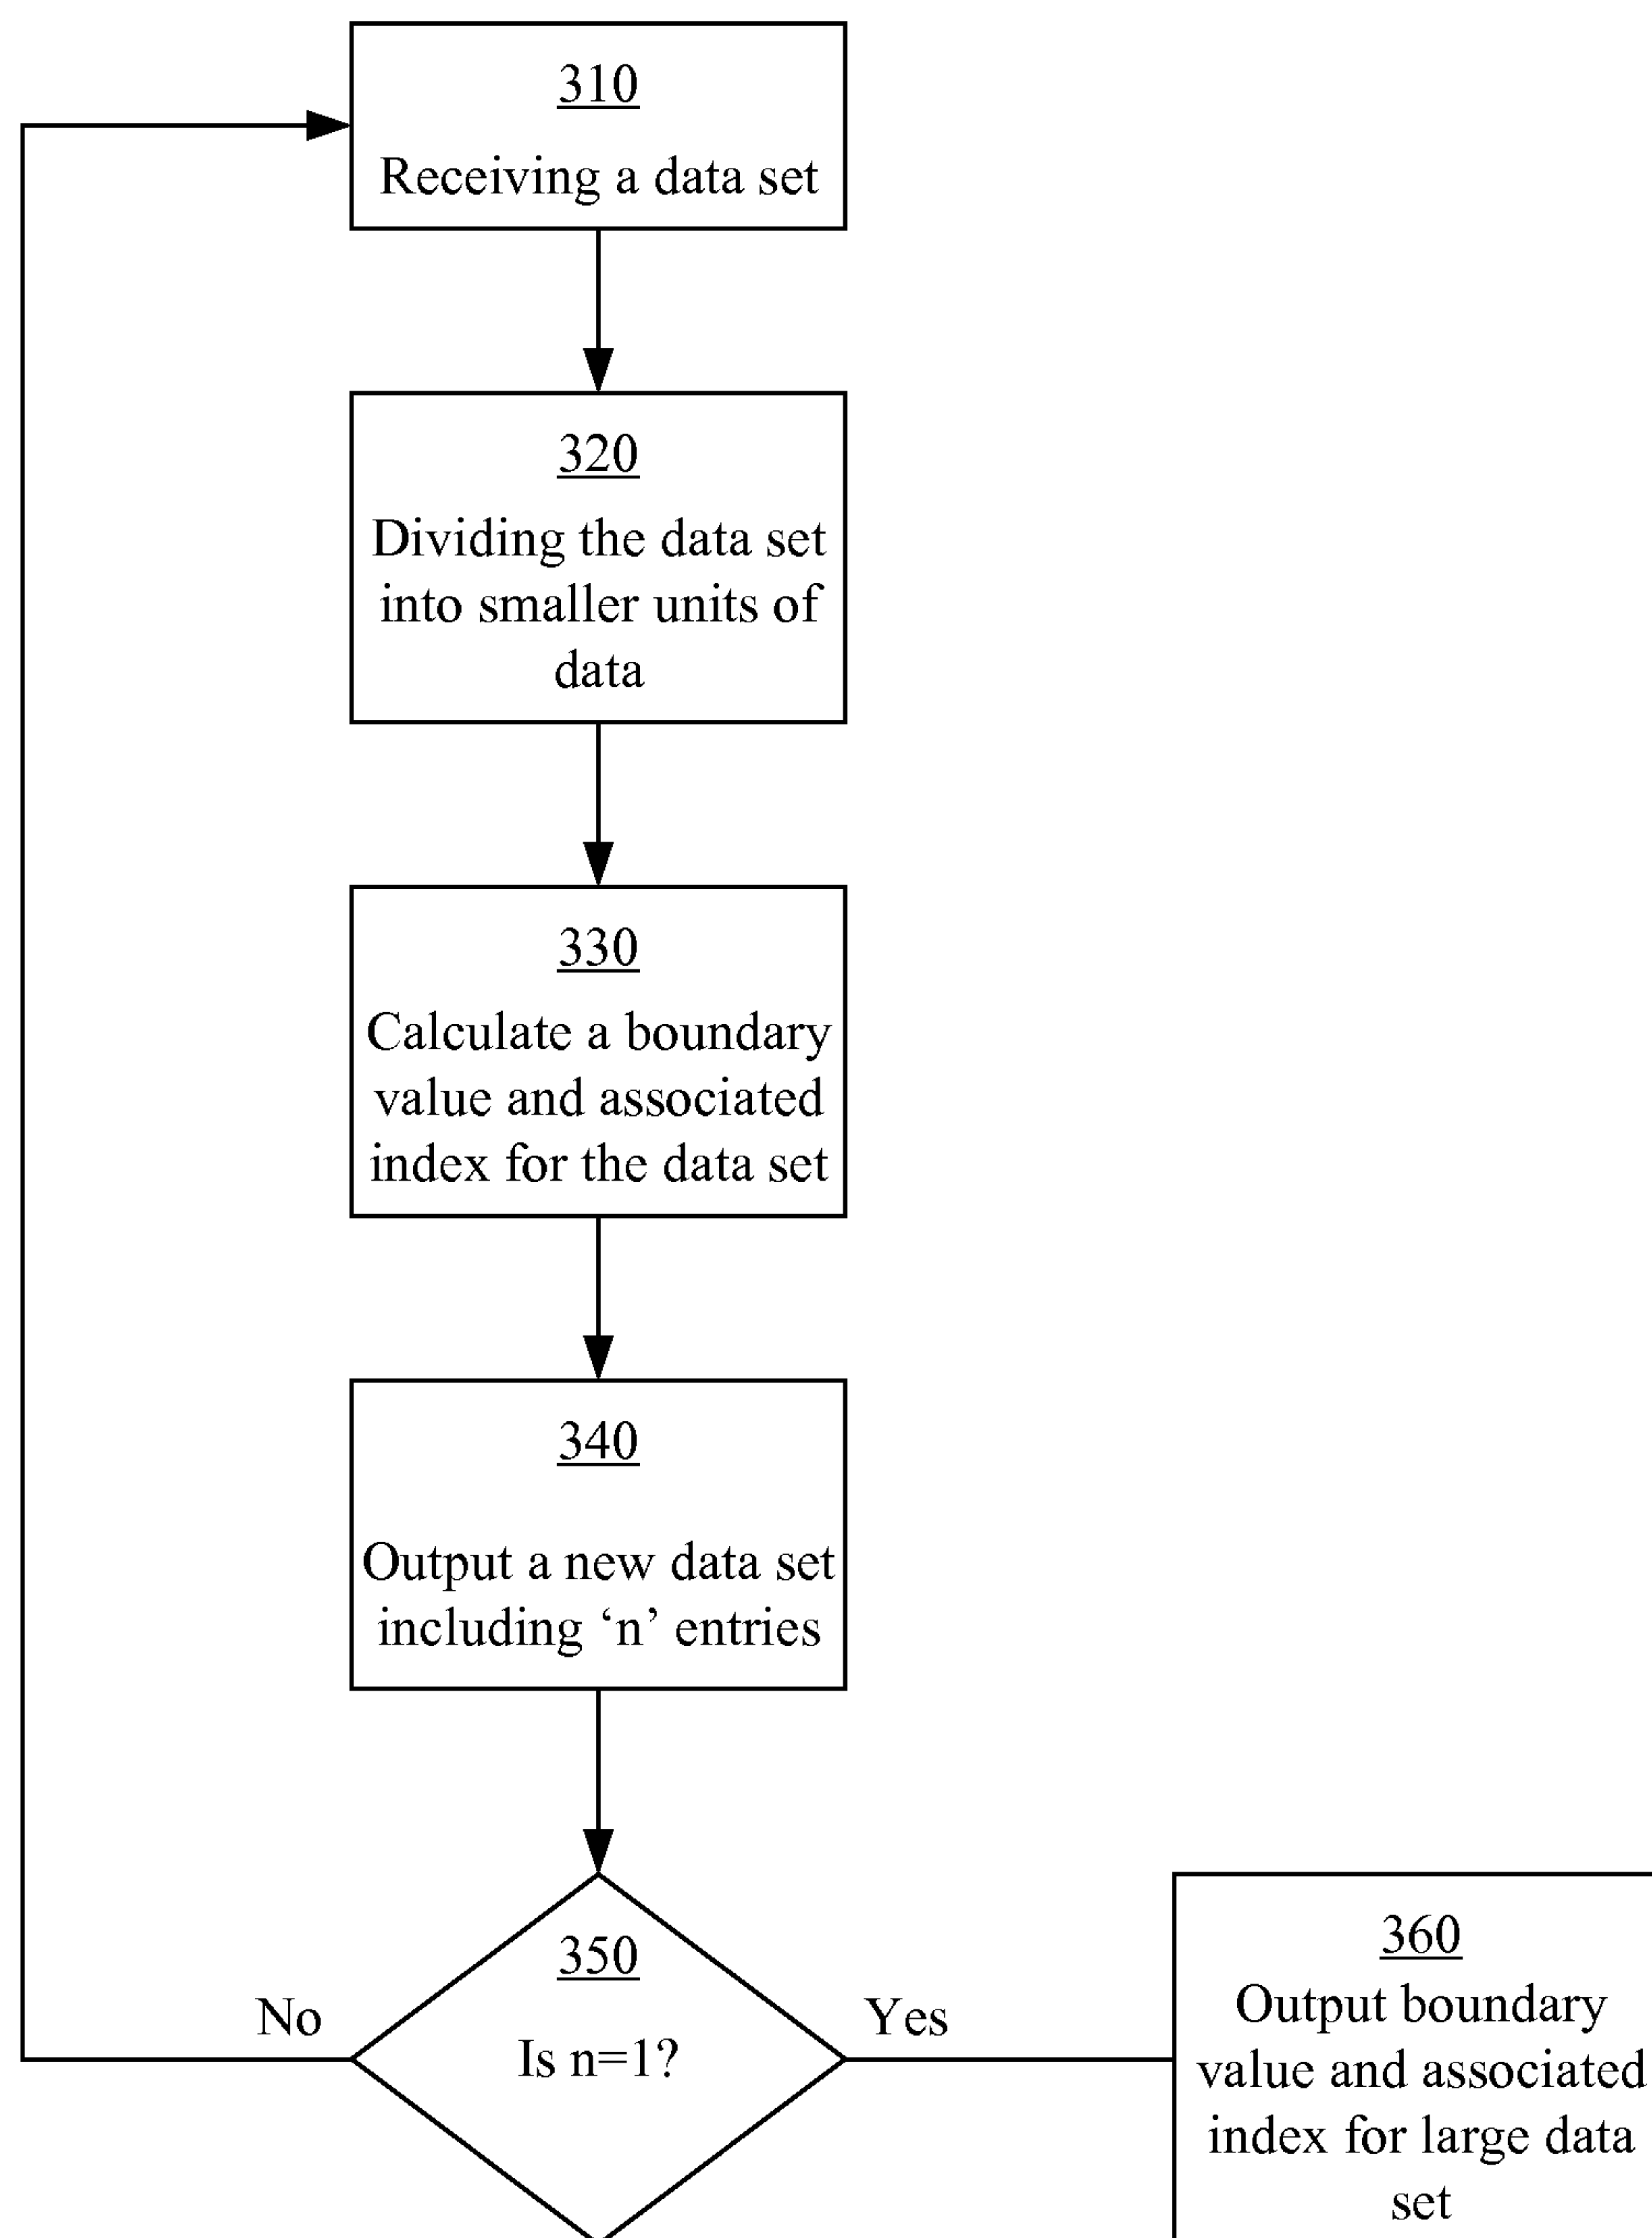 310
Receiving a data set
320
Dividing the data set
into smaller units of
data
330
Calculate a boundary
value and associated
index for the data set
340
Output a new data set
including ‘n’ entries
350
Is n=1?
No
Yes
360
Output boundary
value and associated
index for large data
set